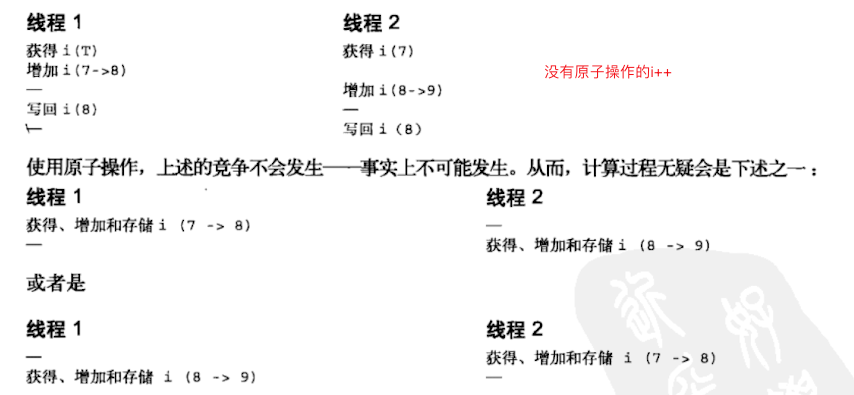 线程 1 线程 2
获得 i(T) 获得 i(7)
增加 i(7->8) 没有原子操作的i++
— 增加 i(8->9)
写回 i(8) —
— 写回 i(8)
使用原子操作，上述的竞争不会发生——事实上不可能发生。从而，计算过程无疑会是下述之一：
线程 1 线程 2
获得、增加和存储 i (7 -> 8) —
— 获得、增加和存储 i (8 -> 9)
或者是
线程 1 线程 2
— 获得、增加和存储 i (7 -> 8)
获得、增加和存储 i (8 -> 9) —